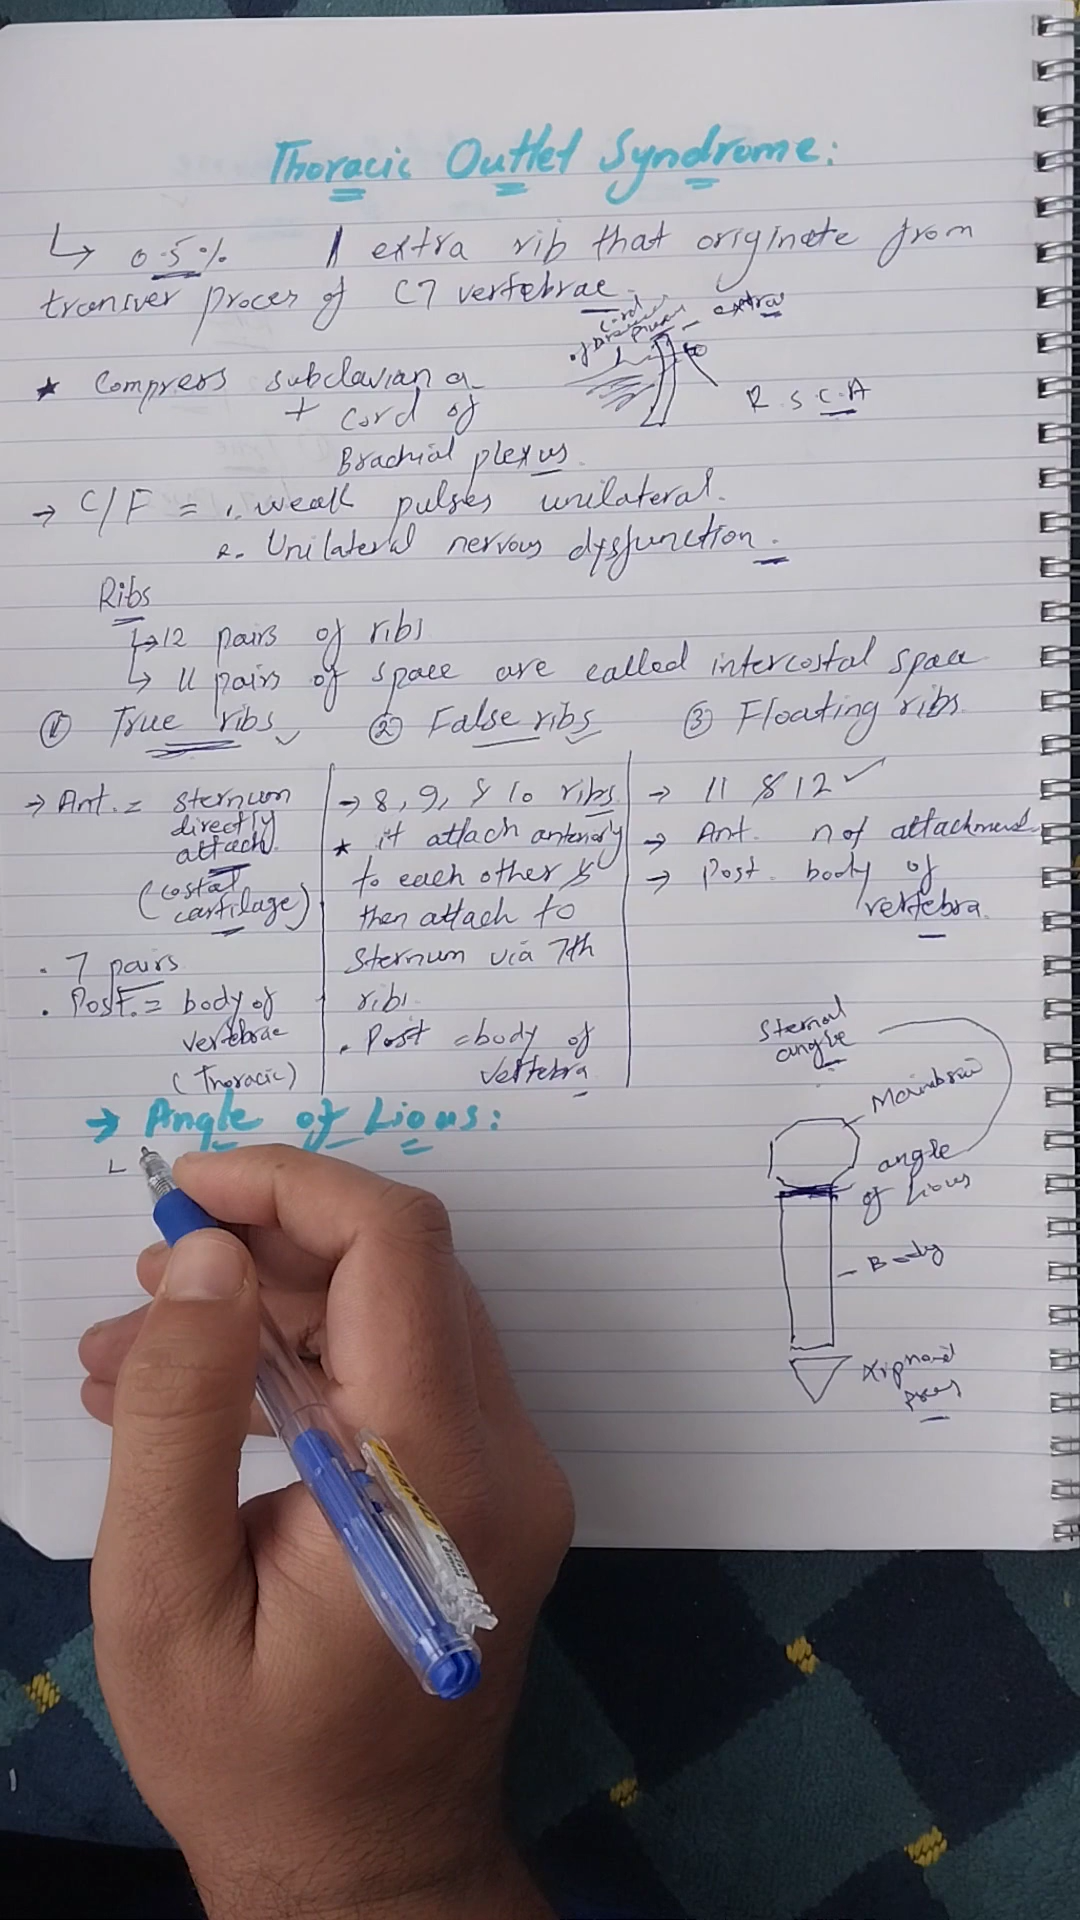 Thoracic Outlet Syndrome:
↳ 0.5% 1 extra rib that originate from
transver proces of C7 vertebrae.
cord
of
extra
R.S.C.A
* Compress subclavian a.
+ cord of
Brachial plexus.
→ C/F = 1. weak pulses unilateral.
2. Unilateral nervous dysfunction.
Ribs
↳ 12 pairs of ribs
↳ 11 pairs of space are called intercostal space
① True ribs ② False ribs ③ Floating ribs.
→ Ant. = sternum
directly
attach.
(costal
cartilage)
. 7 pairs
. Post. = body of
vertebrae
(Thoracic)
→ 8, 9, & 10 ribs
* it attach anteriorly
to each other &
then attach to
sternum via 7th
ribs.
. Post = body of
vertebra
→ 11 & 12 ✓
→ Ant. not attachment
→ Post. body of
vertebra.
Sternal
angle
angle
of Lious
Body
Xiphoid
→ Angle of Lious: